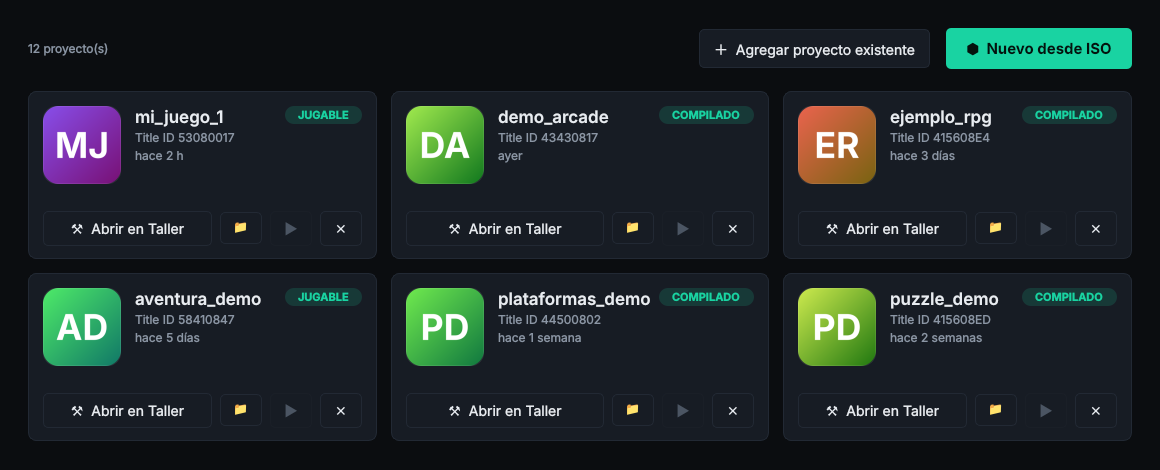 12 proyecto(s)
+ Agregar proyecto existente
Nuevo desde ISO
MJ
mi_juego_1
JUGABLE
Title ID 53080017
hace 2 h
Abrir en Taller
DA
demo_arcade
COMPILADO
Title ID 43430817
ayer
Abrir en Taller
ER
ejemplo_rpg
COMPILADO
Title ID 415608E4
hace 3 días
Abrir en Taller
AD
aventura_demo
JUGABLE
Title ID 58410847
hace 5 días
Abrir en Taller
PD
plataformas_demo
COMPILADO
Title ID 44500802
hace 1 semana
Abrir en Taller
PD
puzzle_demo
COMPILADO
Title ID 415608ED
hace 2 semanas
Abrir en Taller